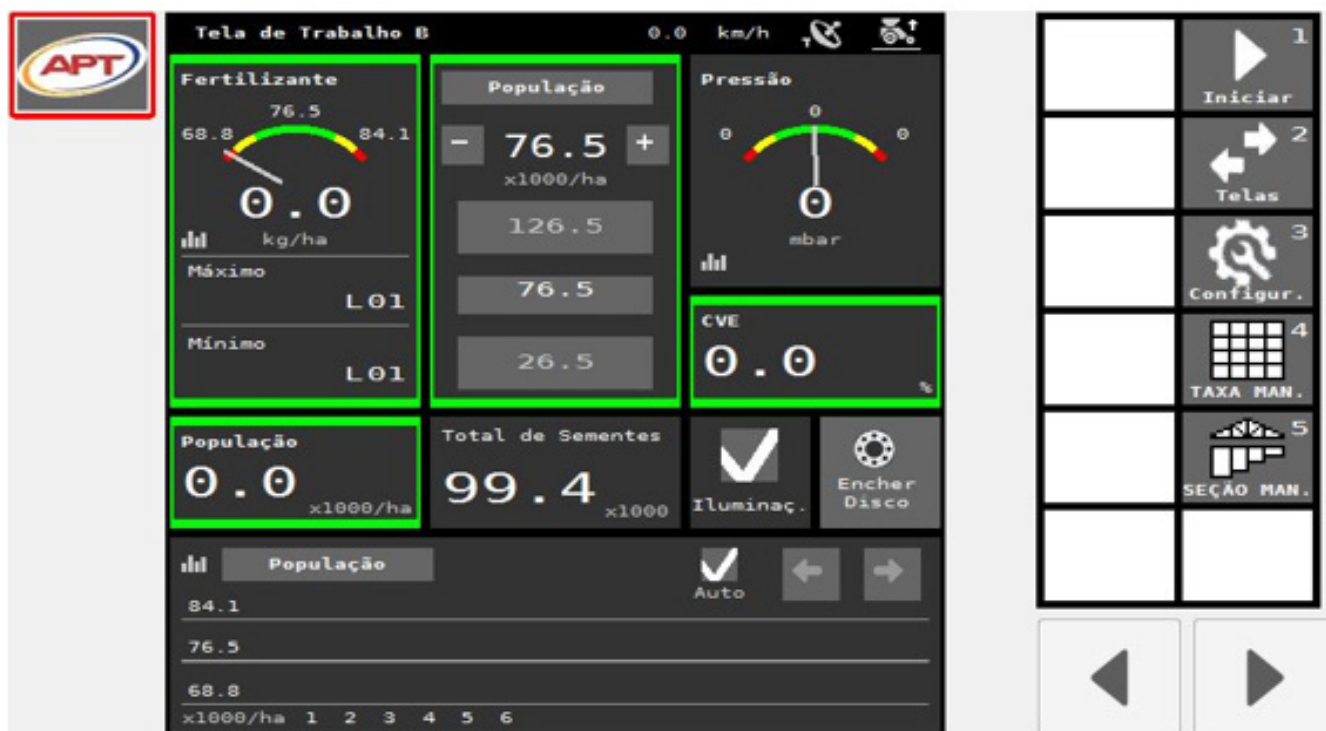 APT
Tela de Trabalho B 0.0 km/h
T
Fertilizante
76.5
68.8 84.1
0.0
kg/ha
Máximo
L01
Mínimo
L01
População
- 76.5 +
x1000/ha
126.5
76.5
26.5
Pressão
0
0 0
0
mbar
CVE
0.0
%
População
0.0
x1000/ha
Total de Sementes
99.4
x1000
Iluminaç.
Encher
Disco
População
Auto
84.1
76.5
68.8
x1000/ha 1 2 3 4 5 6
1
Iniciar
2
Telas
3
Configur.
4
TAXA MAN.
5
SEÇÃO MAN.